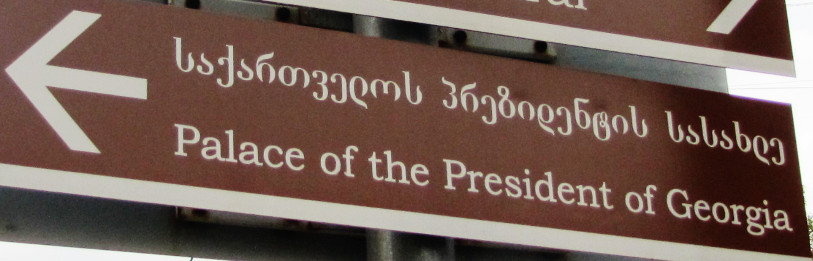 საქართველოს პრეზიდენტის სასახლე
Palace of the President of Georgia